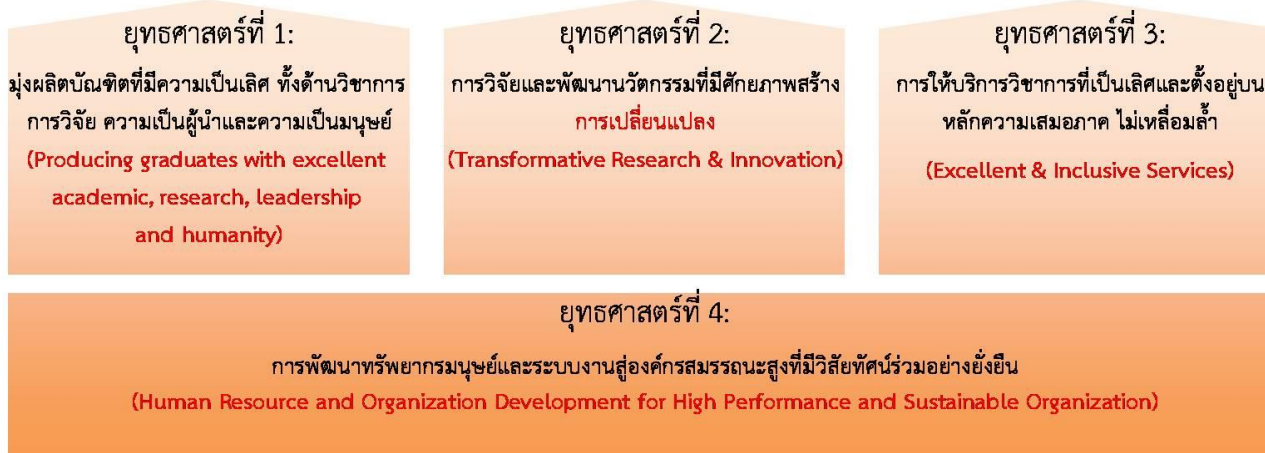 ยุทธศาสตร์ที่ 1:
มุ่งผลิตบัณฑิตที่มีความเป็นเลิศ ทั้งด้านวิชาการ
การวิจัย ความเป็นผู้นำและความเป็นมนุษย์
(Producing graduates with excellent
academic, research, leadership
and humanity)
ยุทธศาสตร์ที่ 2:
การวิจัยและพัฒนานวัตกรรมที่มีศักยภาพสร้าง
การเปลี่ยนแปลง
(Transformative Research & Innovation)
ยุทธศาสตร์ที่ 3:
การให้บริการวิชาการที่เป็นเลิศและตั้งอยู่บน
หลักความเสมอภาค ไม่เหลื่อมล้ำ
(Excellent & Inclusive Services)
ยุทธศาสตร์ที่ 4:
การพัฒนาทรัพยากรมนุษย์และระบบงานสู่องค์กรสมรรถนะสูงที่มีวิสัยทัศน์ร่วมอย่างยั่งยืน
(Human Resource and Organization Development for High Performance and Sustainable Organization)